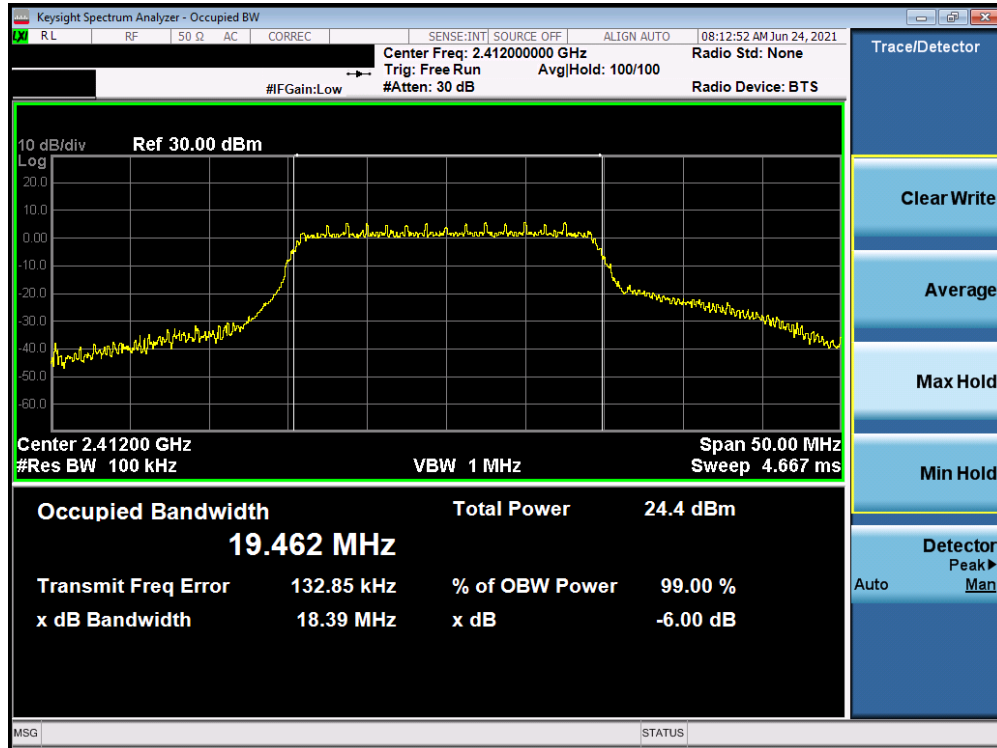 Keysight Spectrum Analyzer - Occupied BW
LXI RL RF 50 Ω AC CORREC SENSE:INT SOURCE OFF ALIGN AUTO 08:12:52 AM Jun 24, 2021
Center Freq: 2.412000000 GHz Radio Std: None
Trig: Free Run Avg|Hold: 100/100
#IFGain:Low #Atten: 30 dB Radio Device: BTS
10 dB/div Ref 30.00 dBm
Log
20.0
10.0
0.00
-10.0
-20.0
-30.0
-40.0
-50.0
-60.0
Center 2.41200 GHz Span 50.00 MHz
#Res BW 100 kHz VBW 1 MHz Sweep 4.667 ms
Occupied Bandwidth Total Power 24.4 dBm
19.462 MHz
Transmit Freq Error 132.85 kHz % of OBW Power 99.00 %
x dB Bandwidth 18.39 MHz x dB -6.00 dB
MSG STATUS
Trace/Detector
Clear Write
Average
Max Hold
Min Hold
Detector
Peak▶
Auto Man